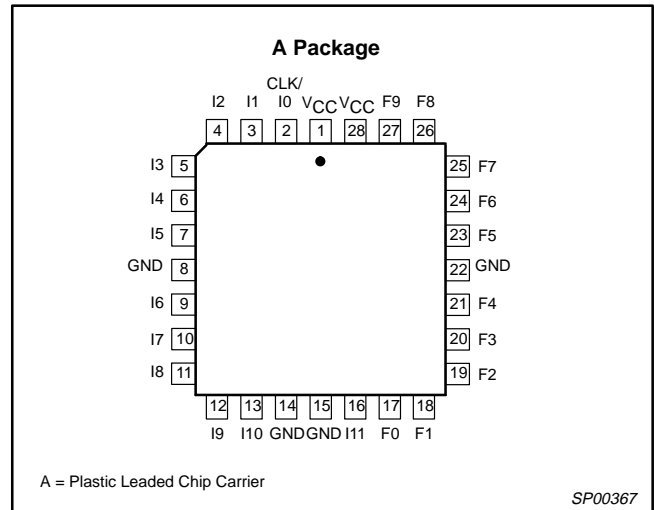 A Package
CLK/
I2 I1 I0 VCC VCC F9 F8
4 3 2 1 28 27 26
I3 5 25 F7
I4 6 24 F6
I5 7 23 F5
GND 8 22 GND
I6 9 21 F4
I7 10 20 F3
I8 11 19 F2
12 13 14 15 16 17 18
I9 I10 GND GND I11 F0 F1
A = Plastic Leaded Chip Carrier
SP00367